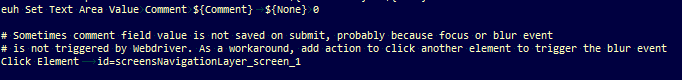 euh Set Text Area Value Comment ${Comment} ${None} 0
# Sometimes comment field value is not saved on submit, probably because focus or blur event
# is not triggered by Webdriver. As a workaround, add action to click another element to trigger the blur event
Click Element id=screensNavigationLayer_screen_1